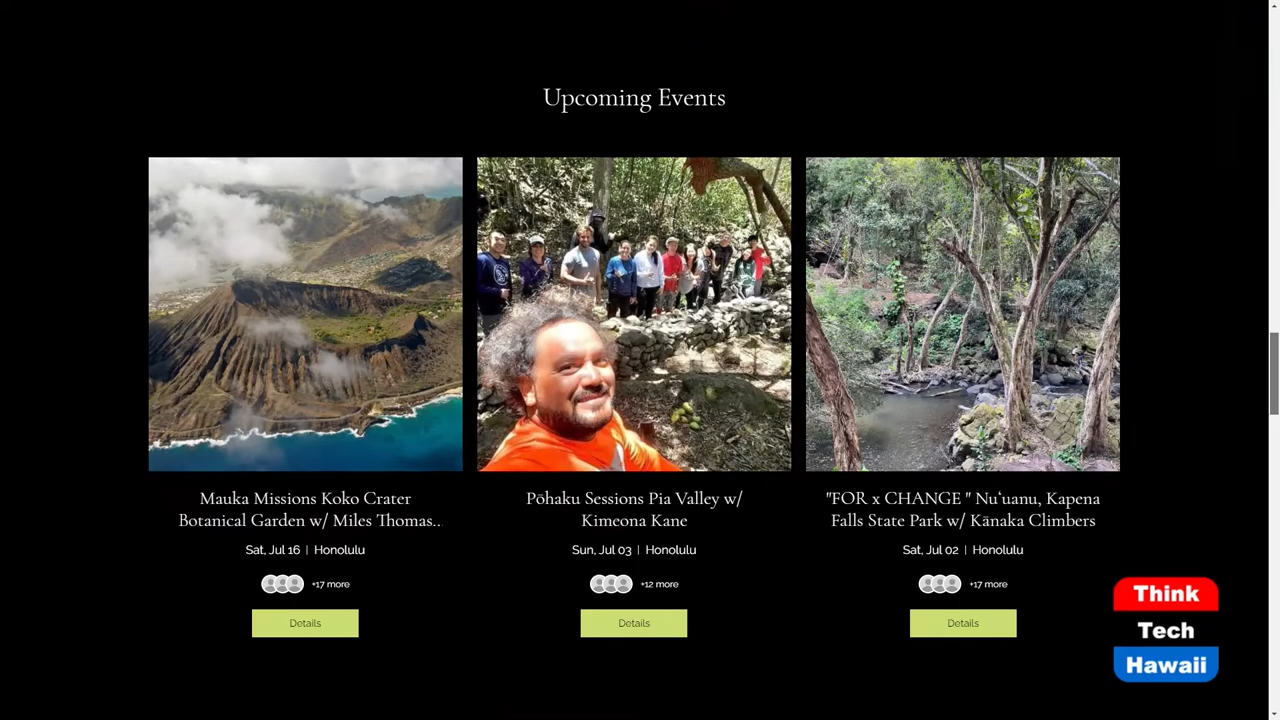 Upcoming Events
Mauka Missions Koko Crater
Botanical Garden w/ Miles Thomas...
Sat, Jul 16 | Honolulu
+17 more
Details
Pōhaku Sessions Pia Valley w/
Kimeona Kane
Sun, Jul 03 | Honolulu
+12 more
Details
"FOR x CHANGE " Nuʻuanu, Kapena
Falls State Park w/ Kānaka Climbers
Sat, Jul 02 | Honolulu
+17 more
Details
Think
Tech
Hawaii